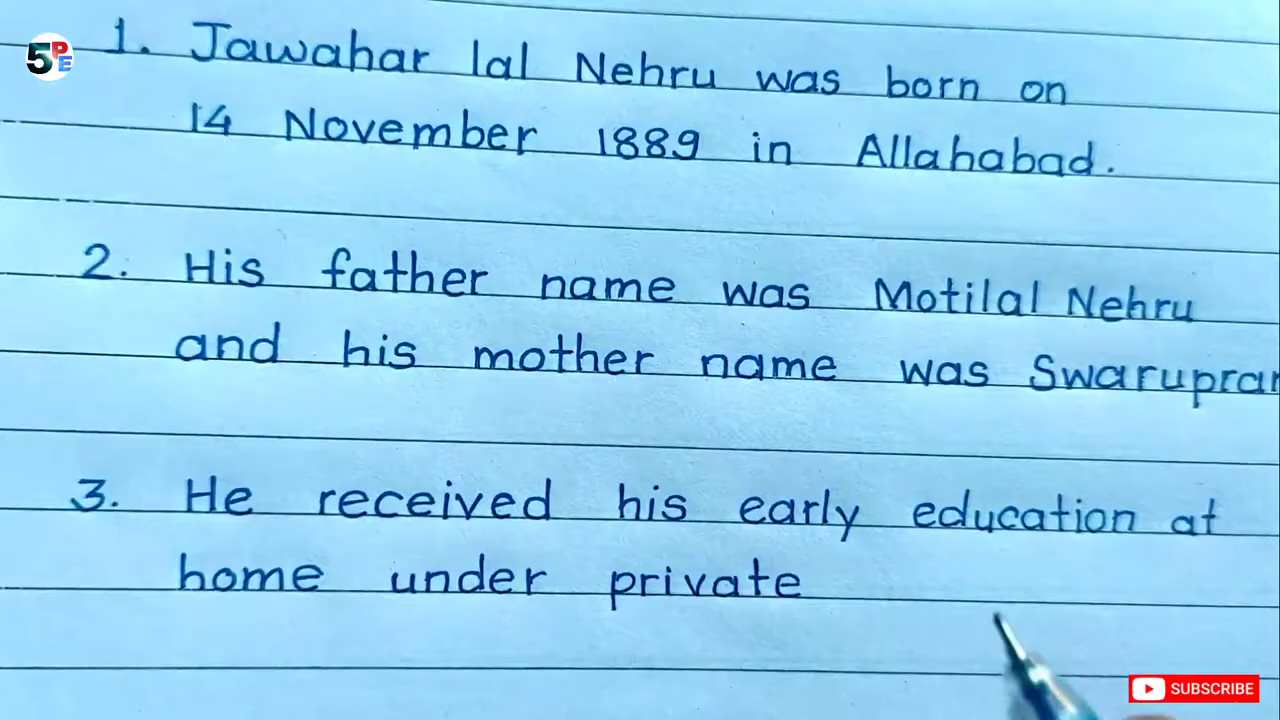 5PE
1. Jawahar lal Nehru was born on
14 November 1889 in Allahabad.
2. His father name was Motilal Nehru
and his mother name was
3. He received his early education at
home under private
SUBSCRIBE